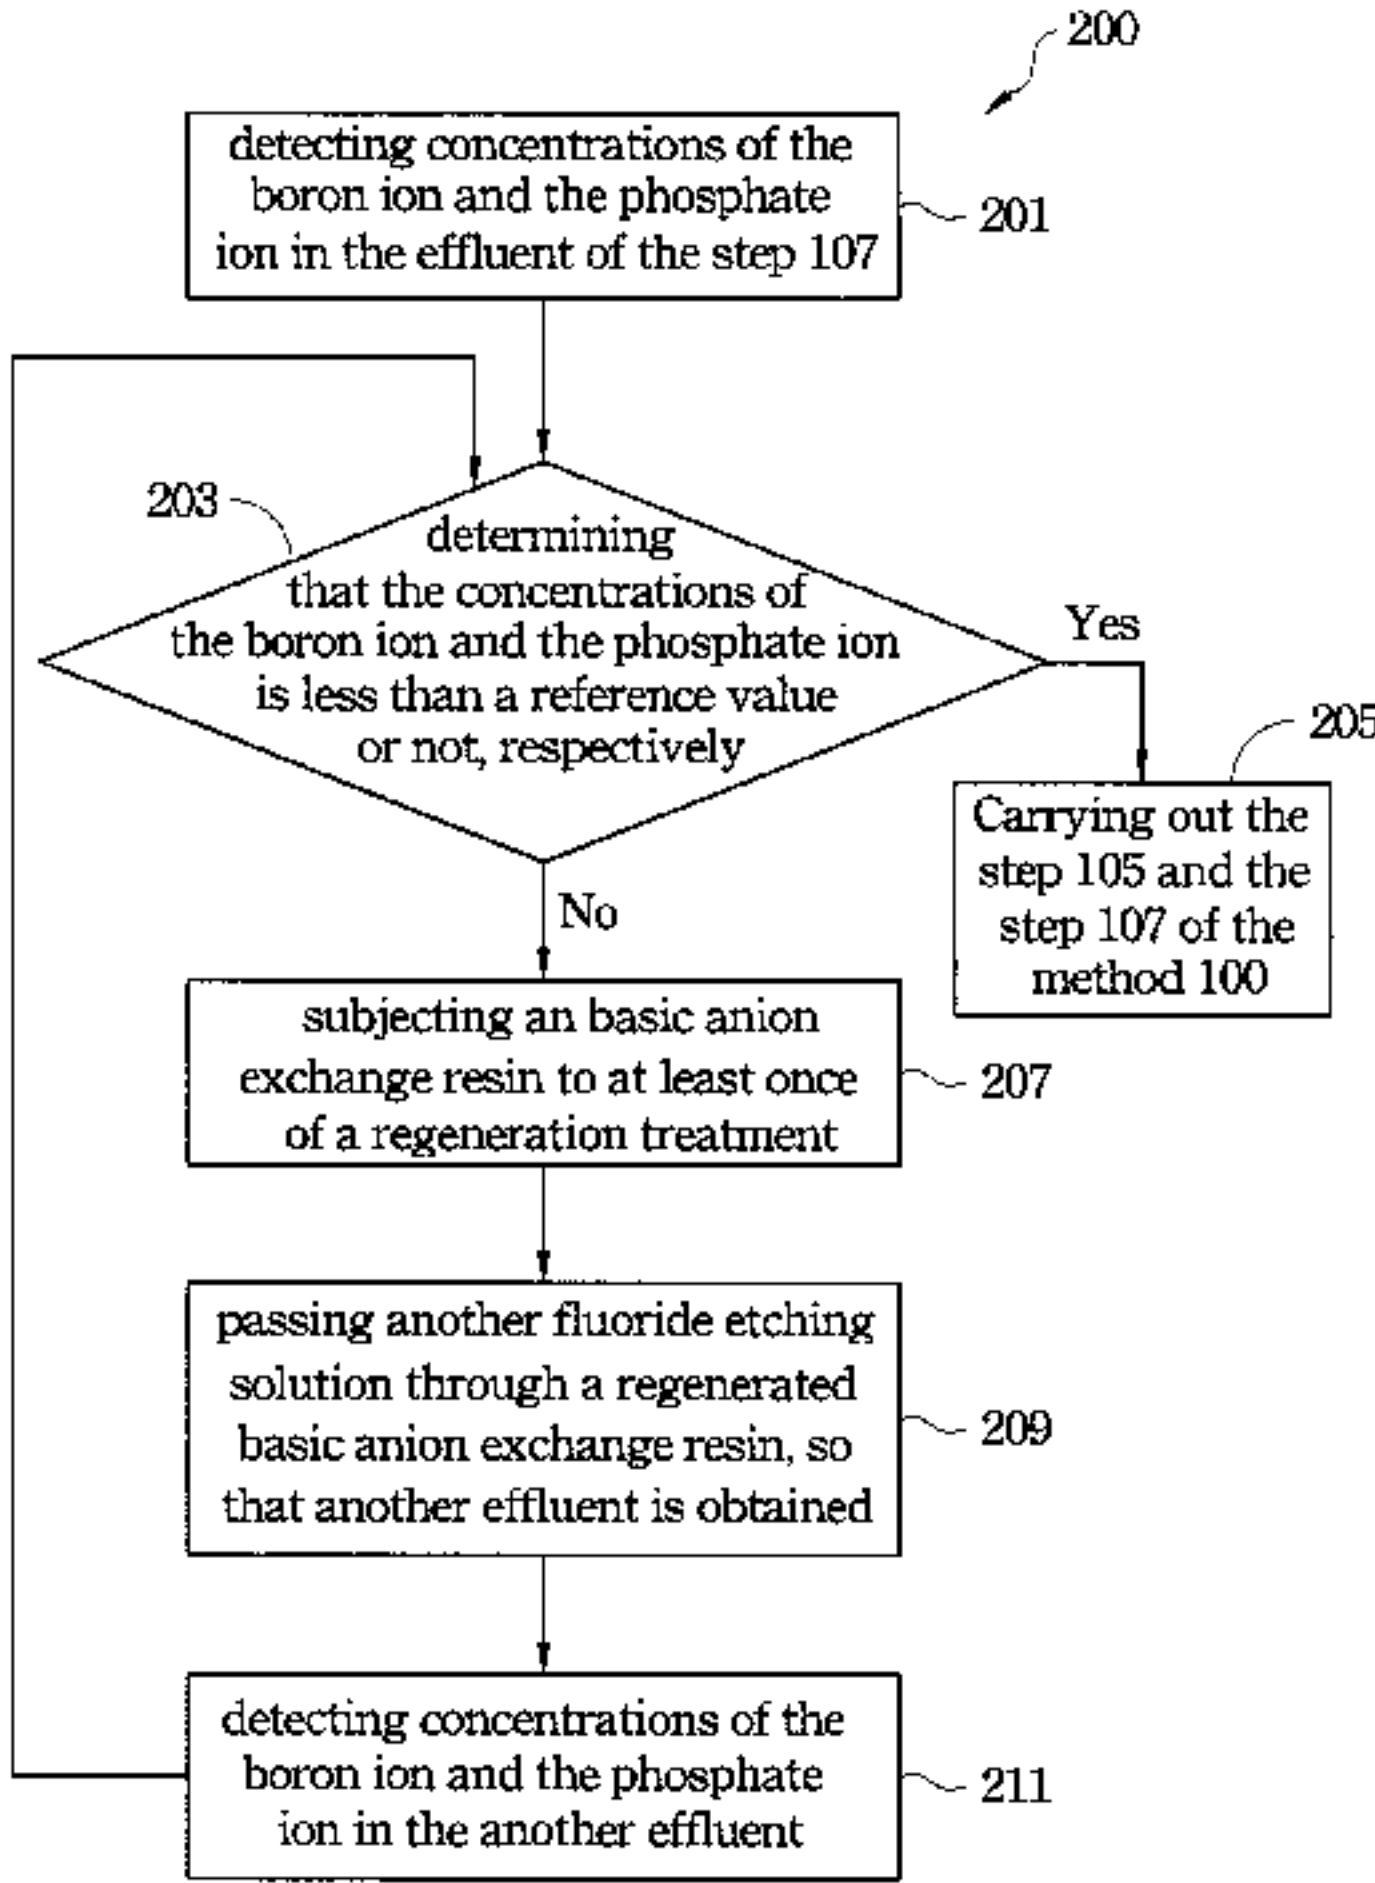 200
detecting concentrations of the
boron ion and the phosphate
ion in the effluent of the step 107
201
203
determining
that the concentrations of
the boron ion and the phosphate ion
is less than a reference value
or not, respectively
Yes
205
Carrying out the
step 105 and the
step 107 of the
method 100
No
subjecting an basic anion
exchange resin to at least once
of a regeneration treatment
207
passing another fluoride etching
solution through a regenerated
basic anion exchange resin, so
that another effluent is obtained
209
detecting concentrations of the
boron ion and the phosphate
ion in the another effluent
211